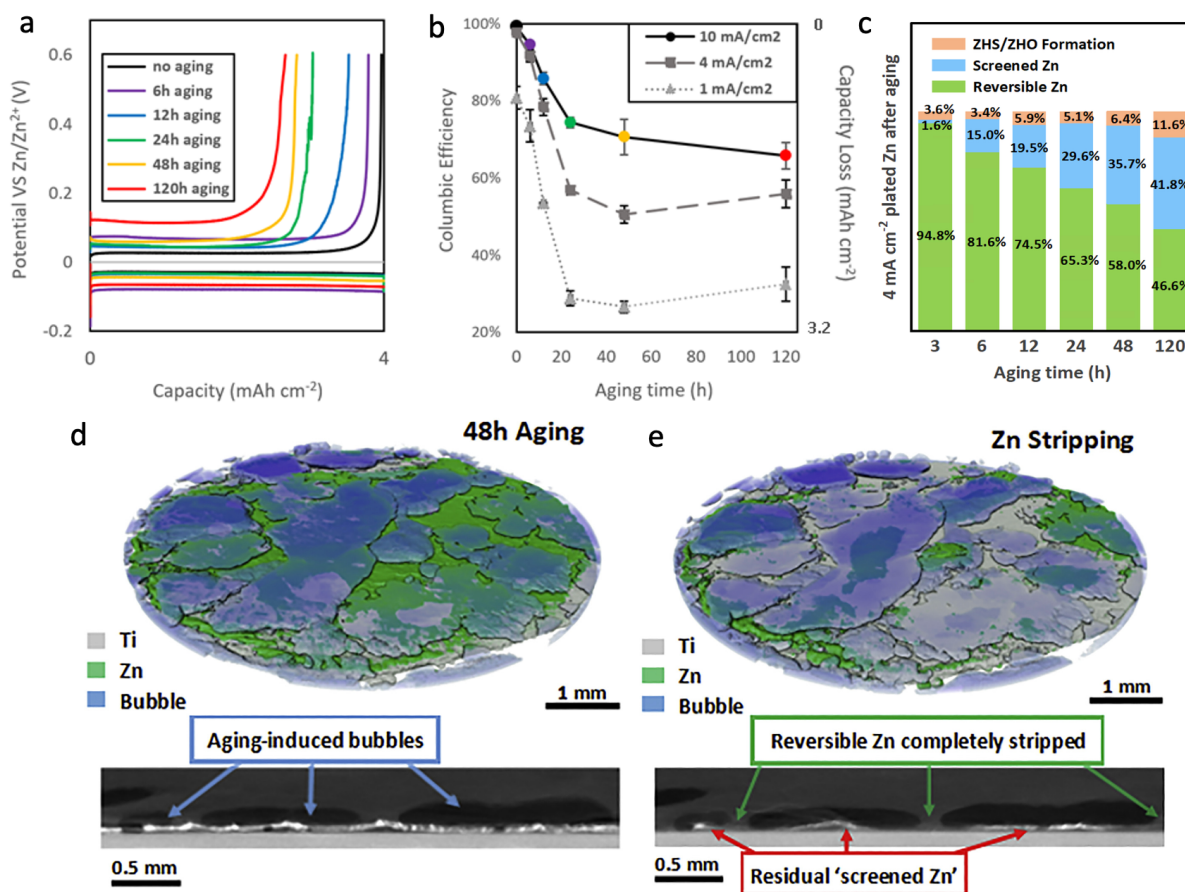 a
0.6
0.4
0.2
0
-0.2
Potential VS Zn/Zn²⁺ (V)
no aging
6h aging
12h aging
24h aging
48h aging
120h aging
0
4
Capacity (mAh cm⁻²)
b
100%
80%
60%
40%
20%
Columbic Efficiency
10 mA/cm2
4 mA/cm2
1 mA/cm2
0
3.2
Capacity Loss (mAh cm⁻²)
0 20 40 60 80 100 120
Aging time (h)
c
ZHS/ZHO Formation
Screened Zn
Reversible Zn
4 mA cm⁻² plated Zn after aging
3.6% 3.4% 5.9% 5.1% 6.4% 11.6%
1.6% 15.0% 19.5% 29.6% 35.7% 41.8%
94.8% 81.6% 74.5% 65.3% 58.0% 46.6%
3 6 12 24 48 120
Aging time (h)
d
48h Aging
Ti
Zn
Bubble
1 mm
Aging-induced bubbles
0.5 mm
e
Zn Stripping
Ti
Zn
Bubble
1 mm
Reversible Zn completely stripped
Residual 'screened Zn'
0.5 mm